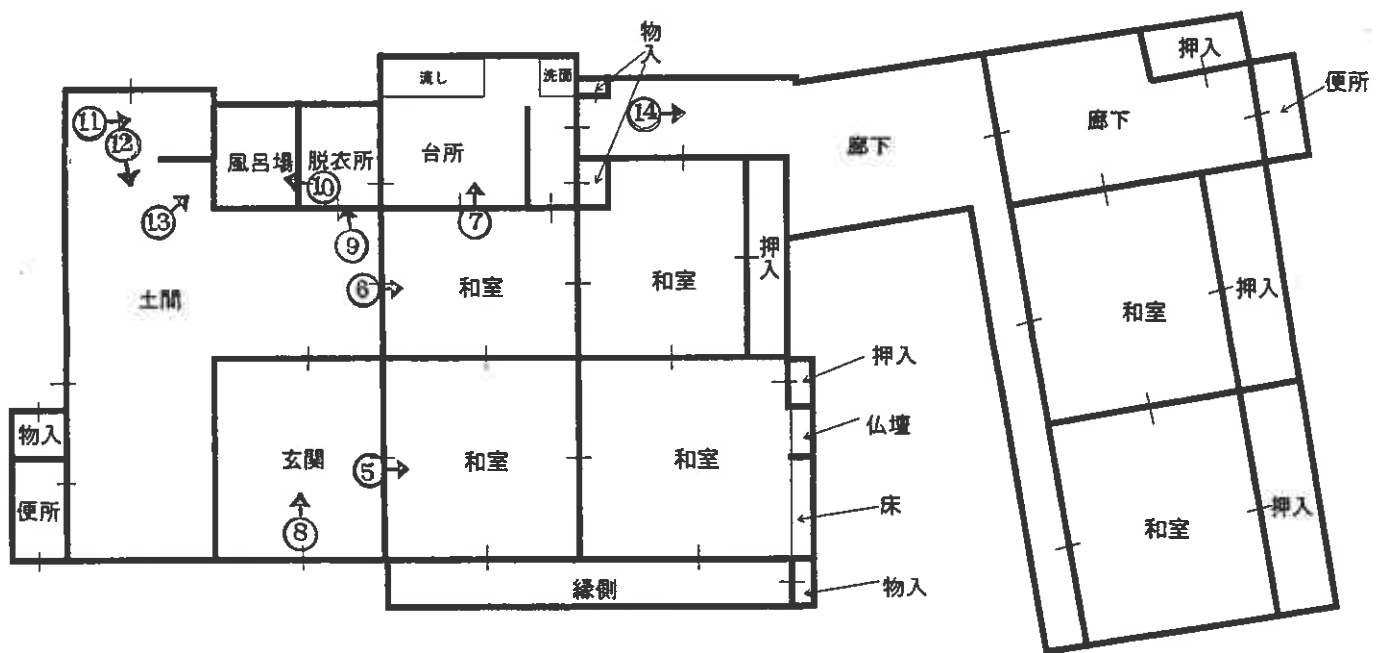 物入
押入
流し
洗面
便所
⑪
⑭
廊下
⑫
台所
廊下
風呂場
脱衣所
⑩
⑬
⑦
⑨
押入
和室
和室
⑥
押入
土間
和室
押入
仏壇
物入
玄関
⑤
和室
和室
床
押入
便所
⑧
和室
縁側
物入